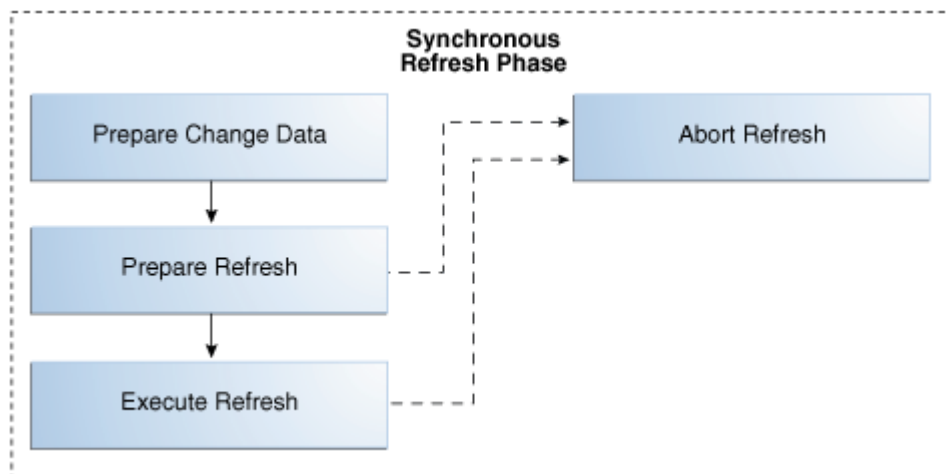 Synchronous
Refresh Phase
Prepare Change Data
Abort Refresh
Prepare Refresh
Execute Refresh